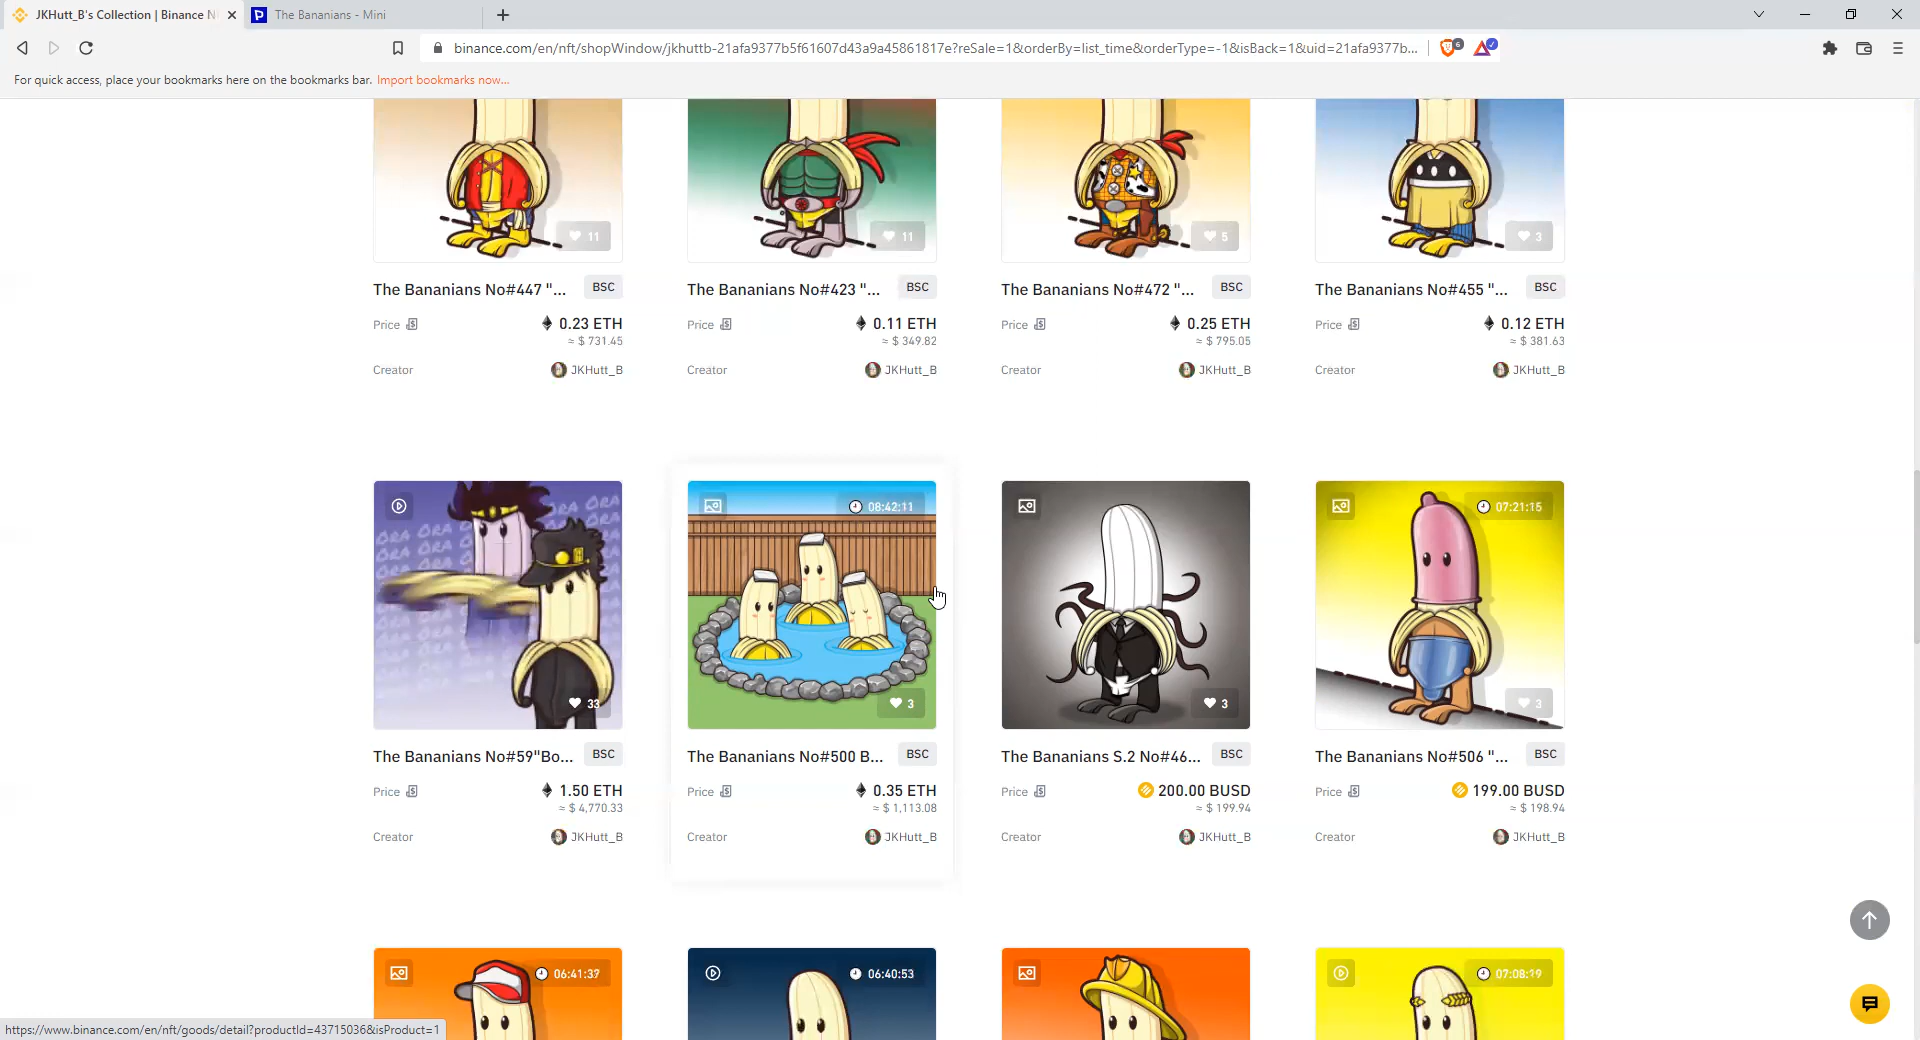 JKHutt_B's Collection | Binance N
The Bananians - Mini
binance.com/en/nft/shopWindow/jkhuttb-21afa9377b5f61607d43a9a45861817e?reSale=1&orderBy=list_time&orderType=-1&isBack=1&uid=21afa9377b...
6
For quick access, place your bookmarks here on the bookmarks bar. Import bookmarks now...
11 11 5 3
The Bananians No#447 "... BSC The Bananians No#423 "... BSC The Bananians No#472 "... BSC The Bananians No#455 "... BSC
Price 0.23 ETH Price 0.11 ETH Price 0.25 ETH Price 0.12 ETH
≈ $ 731.45 ≈ $ 349.82 ≈ $ 795.05 ≈ $ 381.63
Creator JKHutt_B Creator JKHutt_B Creator JKHutt_B Creator JKHutt_B
08:42:11 07:21:15
ORA ORA
ORA ORA ORA
ORA ORA
33 3 3 3
The Bananians No#59"Bo... BSC The Bananians No#500 B... BSC The Bananians S.2 No#46... BSC The Bananians No#506 "... BSC
Price 1.50 ETH Price 0.35 ETH Price 200.00 BUSD Price 199.00 BUSD
≈ $ 4,770.33 ≈ $ 1,113.08 ≈ $ 199.94 ≈ $ 198.94
Creator JKHutt_B Creator JKHutt_B Creator JKHutt_B Creator JKHutt_B
06:41:37 06:40:53 07:08:19
https://www.binance.com/en/nft/goods/detail?productId=43715036&isProduct=1